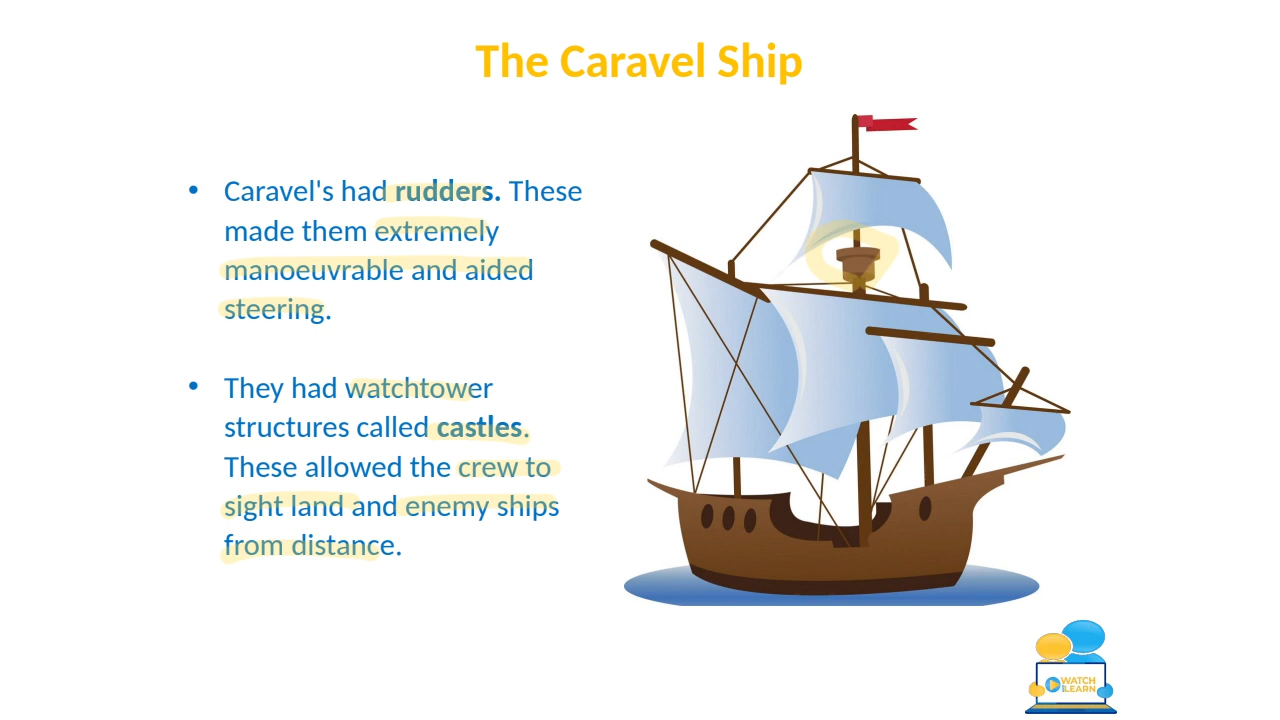 The Caravel Ship
• Caravel's had rudders. These
made them extremely
manoeuvrable and aided
steering.
• They had watchtower
structures called castles.
These allowed the crew to
sight land and enemy ships
from distance.
WATCH
AND LEARN